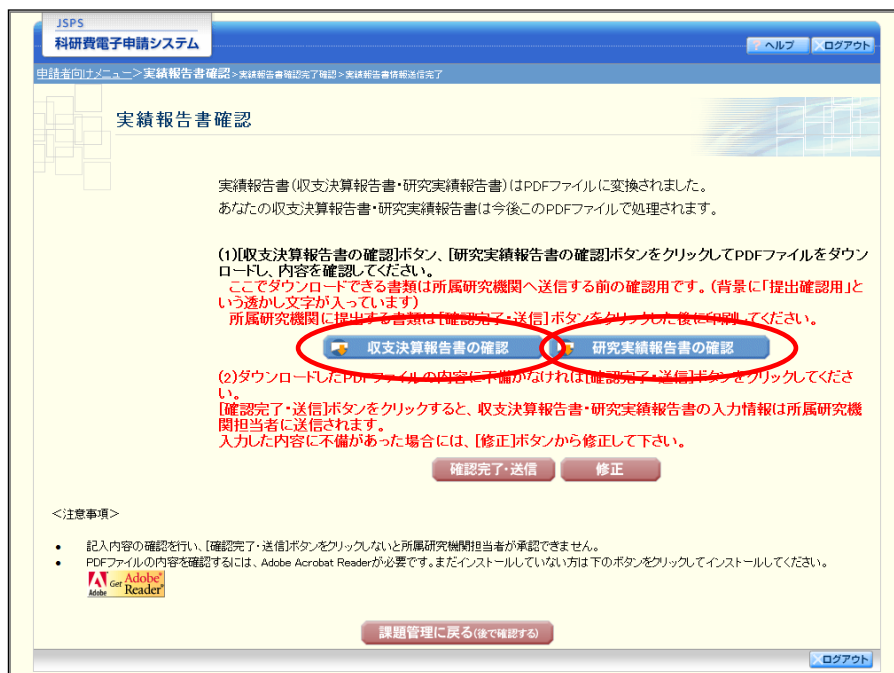 JSPS
科研費電子申請システム
? ヘルプ
ログアウト
申請者向けメニュー>実績報告書確認>実績報告書確認完了確認>実績報告書情報送信完了
実績報告書確認
実績報告書(収支決算報告書・研究実績報告書)はPDFファイルに変換されました。
あなたの収支決算報告書・研究実績報告書は今後このPDFファイルで処理されます。
(1)[収支決算報告書の確認]ボタン、[研究実績報告書の確認]ボタンをクリックしてPDFファイルをダウン
ロードし、内容を確認してください。
ここでダウンロードできる書類は所属研究機関へ送信する前の確認用です。(背景に「提出確認用」と
いう透かし文字が入っています)
所属研究機関に提出する書類は[確認完了・送信]ボタンをクリックした後に印刷してください。
収支決算報告書の確認
研究実績報告書の確認
(2)ダウンロードしたPDFファイルの内容に不備がなければ[確認完了・送信]ボタンをクリックしてくださ
い。
[確認完了・送信]ボタンをクリックすると、収支決算報告書・研究実績報告書の入力情報は所属研究機
関担当者に送信されます。
入力した内容に不備があった場合には、[修正]ボタンから修正して下さい。
確認完了・送信
修正
<注意事項>
• 記入内容の確認を行い、[確認完了・送信]ボタンをクリックしないと所属研究機関担当者が承認できません。
• PDFファイルの内容を確認するには、Adobe Acrobat Readerが必要です。まだインストールしていない方は下のボタンをクリックしてインストールしてください。
Adobe
Get Adobe®
Reader®
課題管理に戻る(後で確認する)
ログアウト